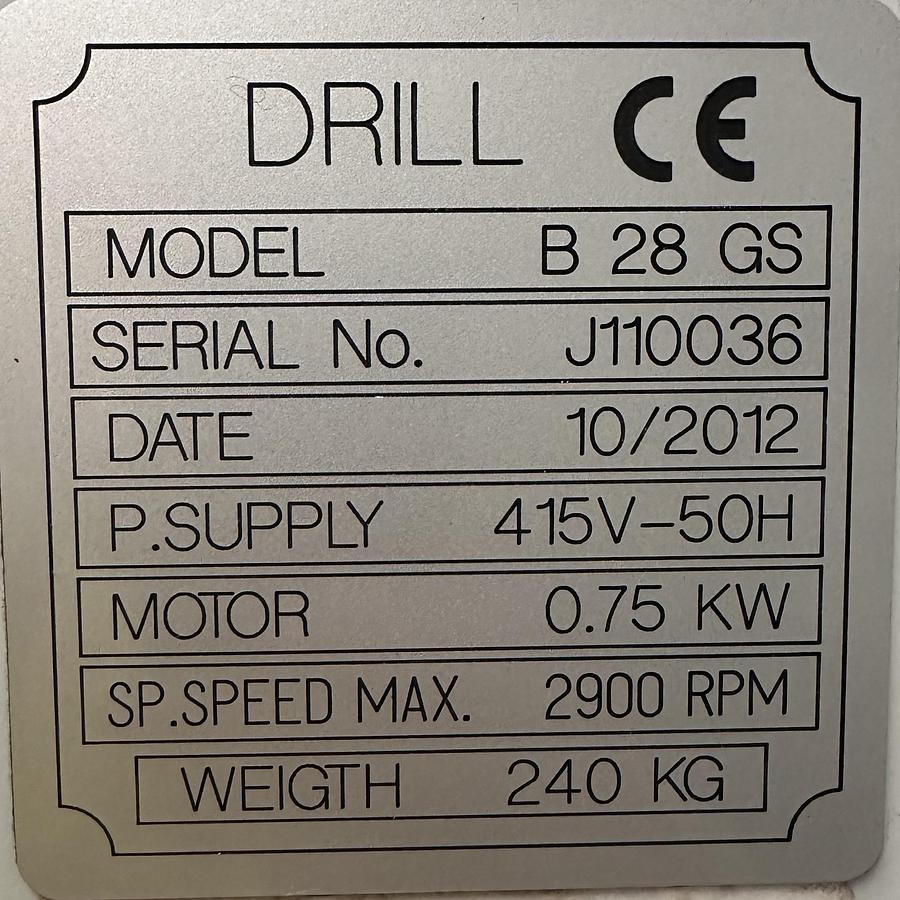 DRILL CE
MODEL B 28 GS
SERIAL No. J110036
DATE 10/2012
P.SUPPLY 415V-50H
MOTOR 0.75 KW
SP.SPEED MAX. 2900 RPM
WEIGTH 240 KG